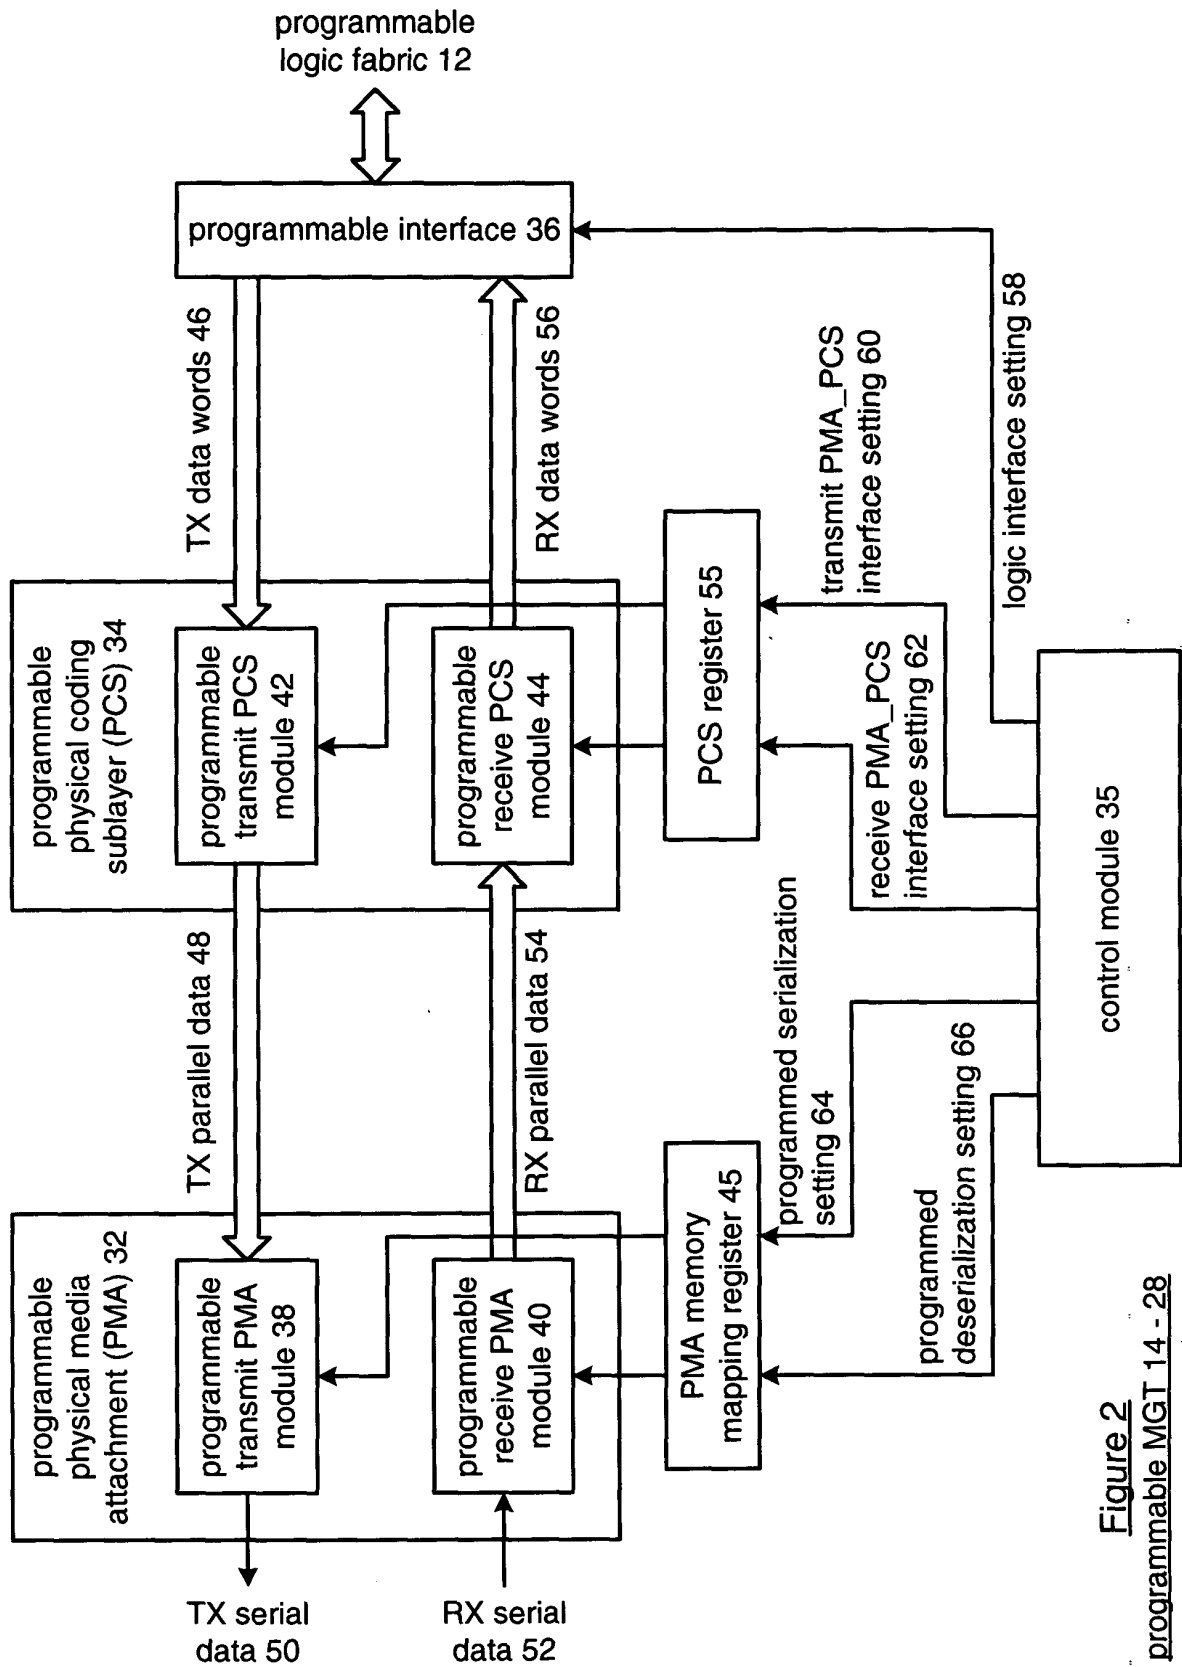 programmable
logic fabric 12
programmable interface 36
TX data words 46
RX data words 56
programmable
physical coding
sublayer (PCS) 34
programmable
transmit PCS
module 42
programmable
receive PCS
module 44
PCS register 55
transmit PMA_PCS
interface setting 60
receive PMA_PCS
interface setting 62
logic interface setting 58
TX parallel data 48
RX parallel data 54
programmable
physical media
attachment (PMA) 32
programmable
transmit PMA
module 38
programmable
receive PMA
module 40
PMA memory
mapping register 45
programmed serialization
setting 64
programmed
deserialization setting 66
control module 35
TX serial
data 50
RX serial
data 52
Figure 2
programmable MGT 14 - 28